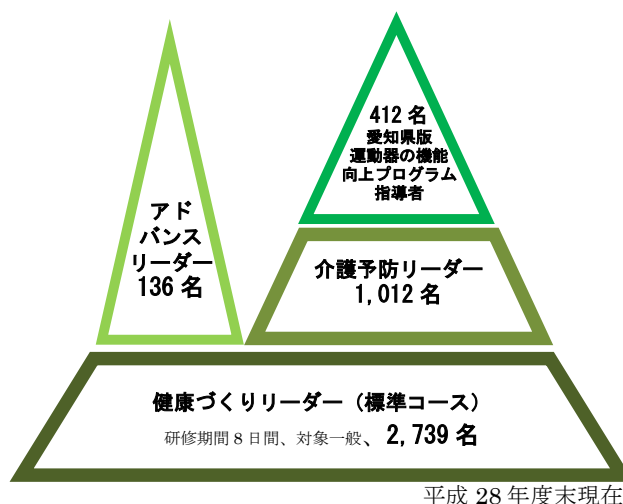 アド
バンス
リーダー
136 名
412 名
愛知県版
運動器の機能
向上プログラム
指導者
介護予防リーダー
1,012 名
健康づくりリーダー（標準コース）
研修期間 8 日間、対象一般、2,739 名
平成 28 年度末現在